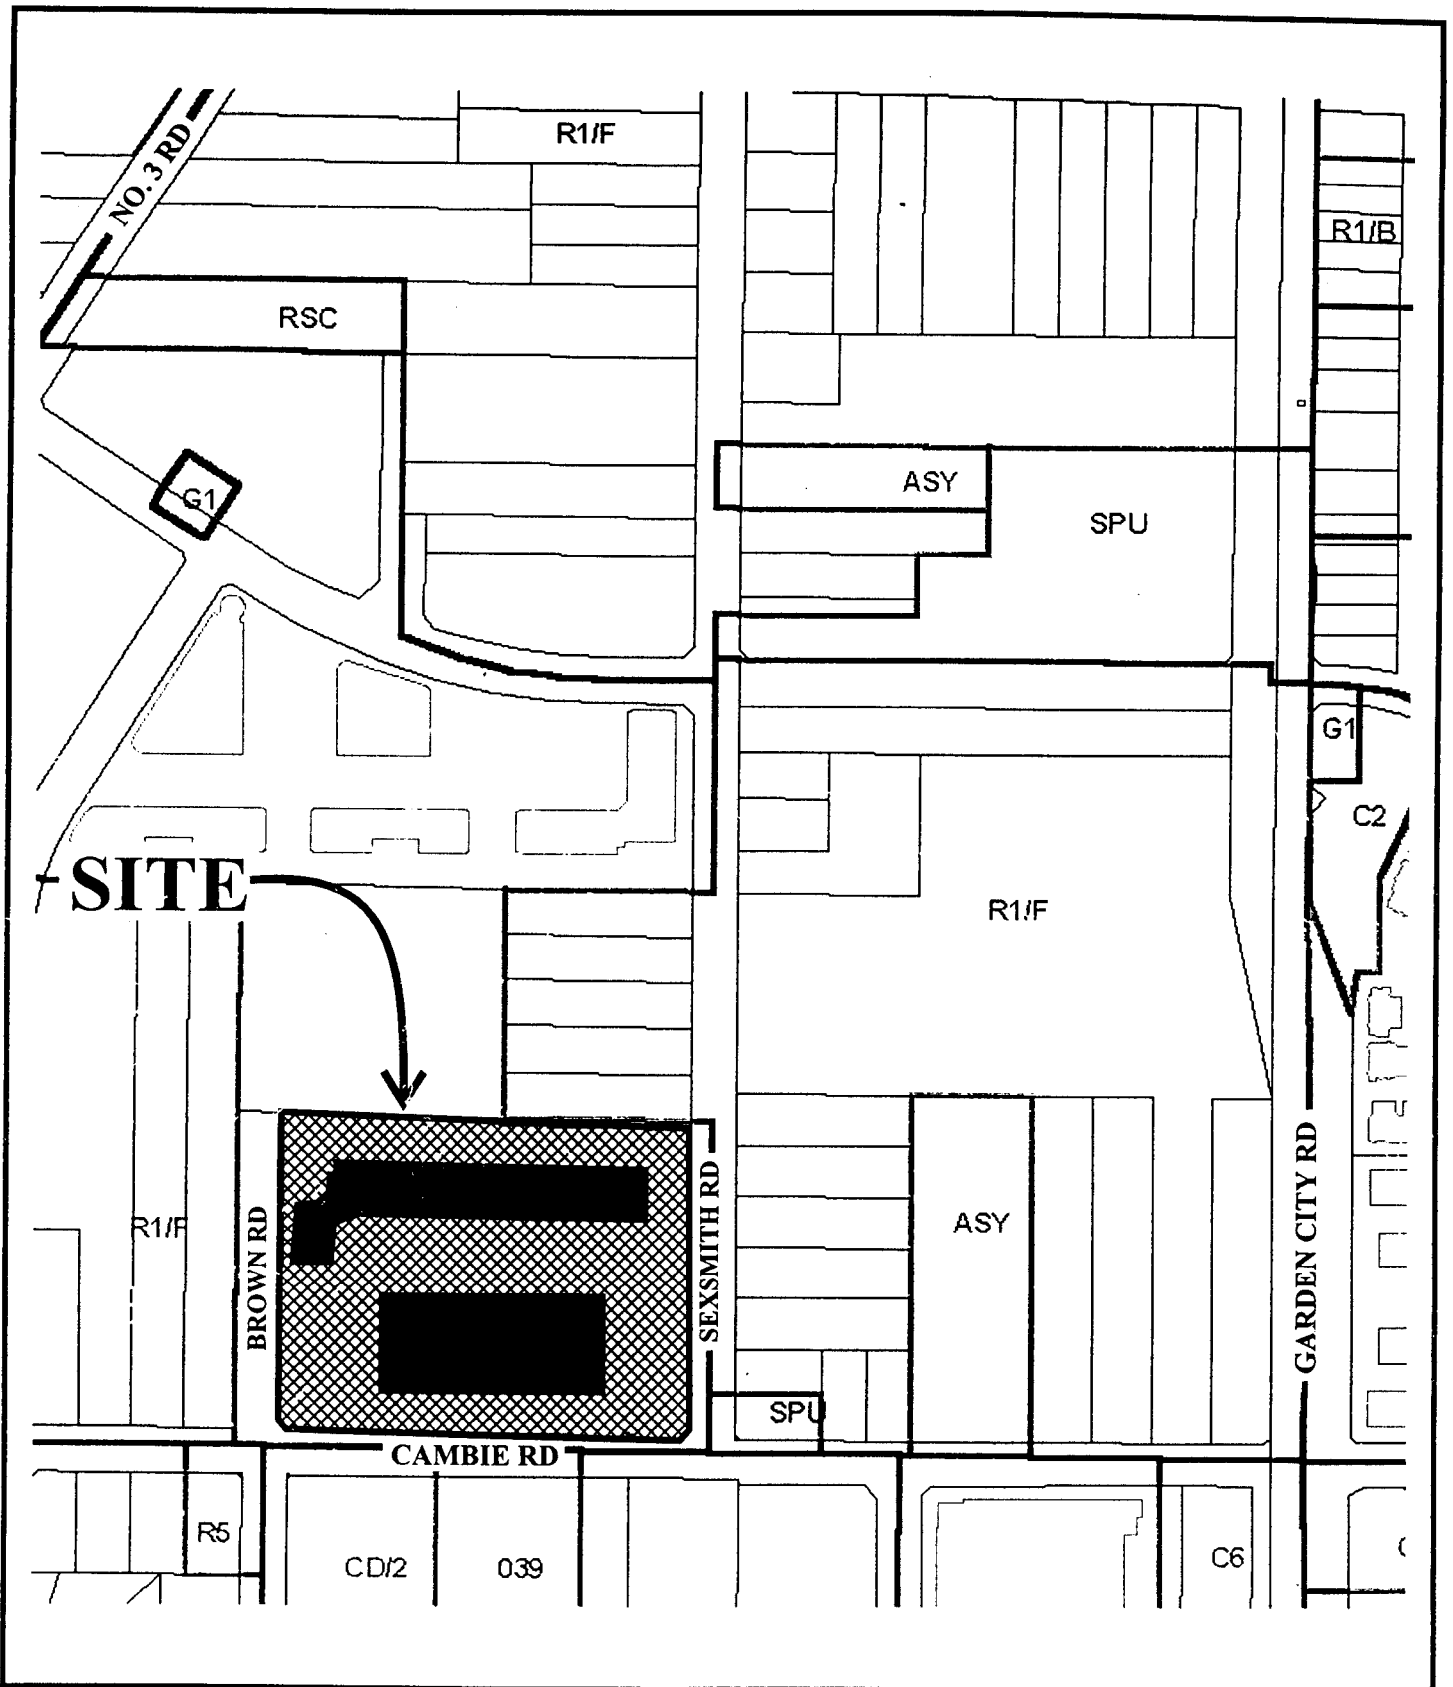 R1/F
NO. 3 RD
R1/B
RSC
ASY
G1
SPU
G1
C2
SITE
R1/F
R1/F
BROWN RD
SEXSMITH RD
ASY
GARDEN CITY RD
SPU
CAMBIE RD
R5
CD/2
039
C6